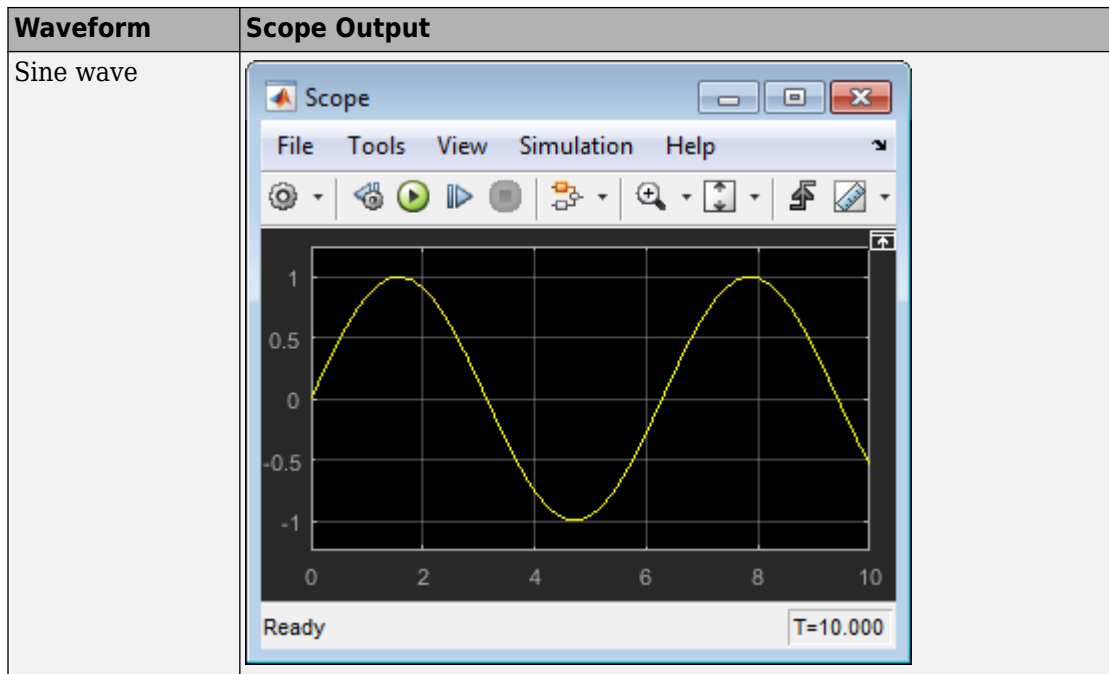 Waveform Scope Output
Sine wave
Scope
File Tools View Simulation Help
1
0.5
0
-0.5
-1
0 2 4 6 8 10
Ready T=10.000